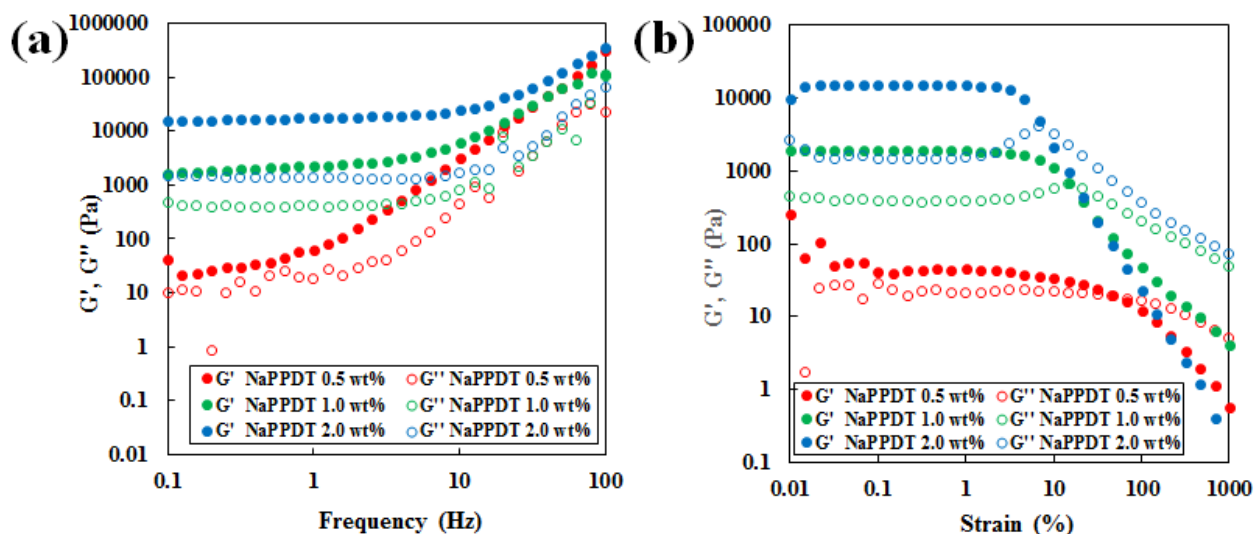 (a)
G', G'' (Pa)
1000000
100000
10000
1000
100
10
1
0.1
0.01
G' NaPPDT 0.5 wt% G'' NaPPDT 0.5 wt%
G' NaPPDT 1.0 wt% G'' NaPPDT 1.0 wt%
G' NaPPDT 2.0 wt% G'' NaPPDT 2.0 wt%
0.1 1 10 100
Frequency (Hz)
(b)
G', G'' (Pa)
100000
10000
1000
100
10
1
0.1
G' NaPPDT 0.5 wt% G'' NaPPDT 0.5 wt%
G' NaPPDT 1.0 wt% G'' NaPPDT 1.0 wt%
G' NaPPDT 2.0 wt% G'' NaPPDT 2.0 wt%
0.01 0.1 1 10 100 1000
Strain (%)